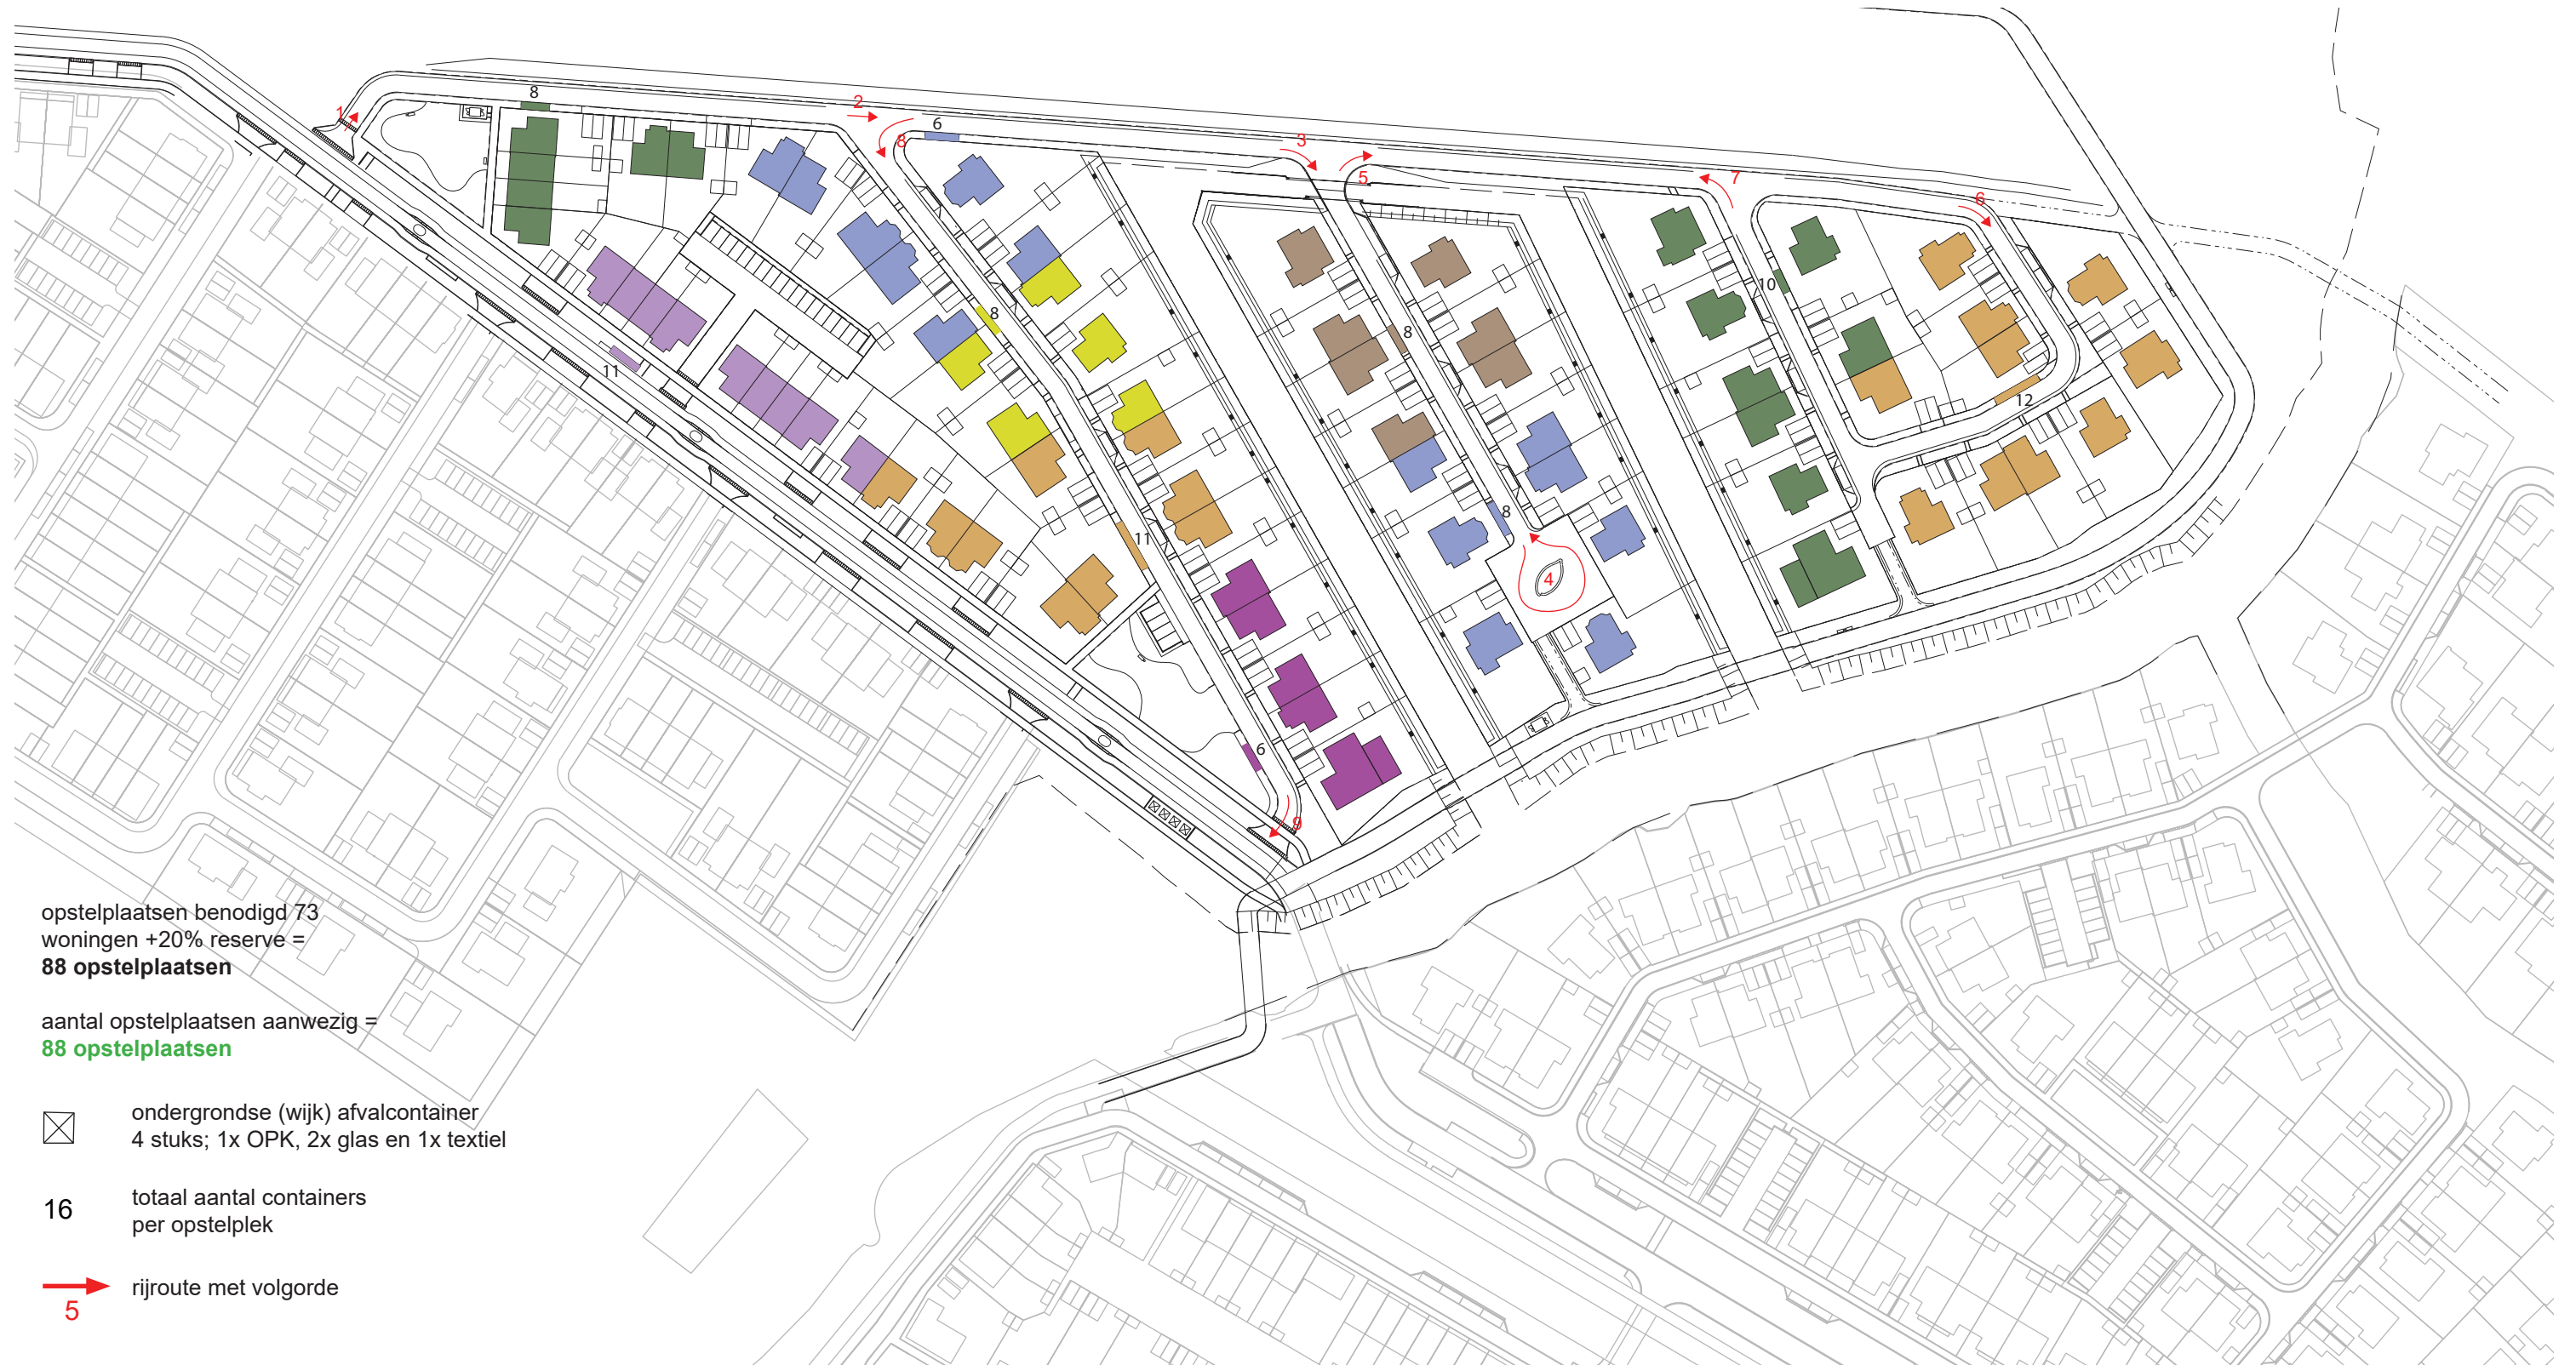 1
8
2
8
6
3
5
7
6
10
8
8
12
11
11
8
4
6
9
opstelplaatsen benodigd 73
woningen +20% reserve =
88 opstelplaatsen
aantal opstelplaatsen aanwezig =
88 opstelplaatsen
ondergrondse (wijk) afvalcontainer
4 stuks; 1x OPK, 2x glas en 1x textiel
16
totaal aantal containers
per opstelplek
rijroute met volgorde
5